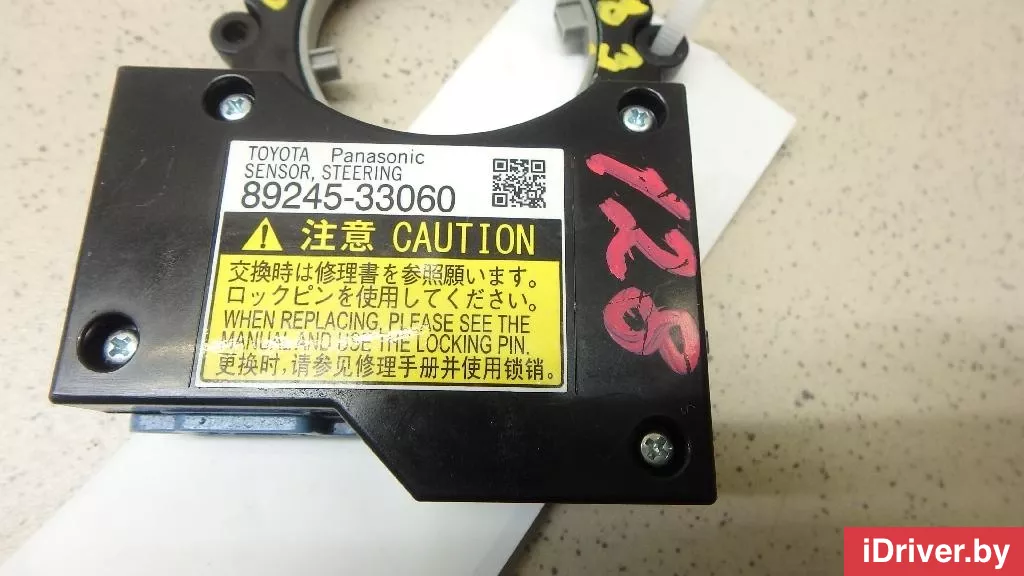 TOYOTA Panasonic
SENSOR, STEERING
89245-33060
注意 CAUTION
交換時は修理書を参照願います。
ロックピンを使用してください。
WHEN REPLACING, PLEASE SEE THE
MANUAL AND USE THE LOCKING PIN.
更换时,请参见修理手册并使用锁销。
128
iDriver.by